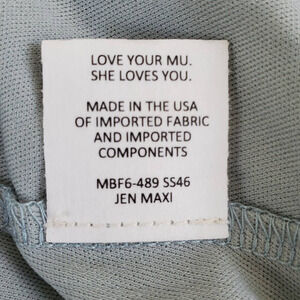 LOVE YOUR MU.
SHE LOVES YOU.
MADE IN THE USA
OF IMPORTED FABRIC
AND IMPORTED
COMPONENTS
MBF6-489 SS46
JEN MAXI